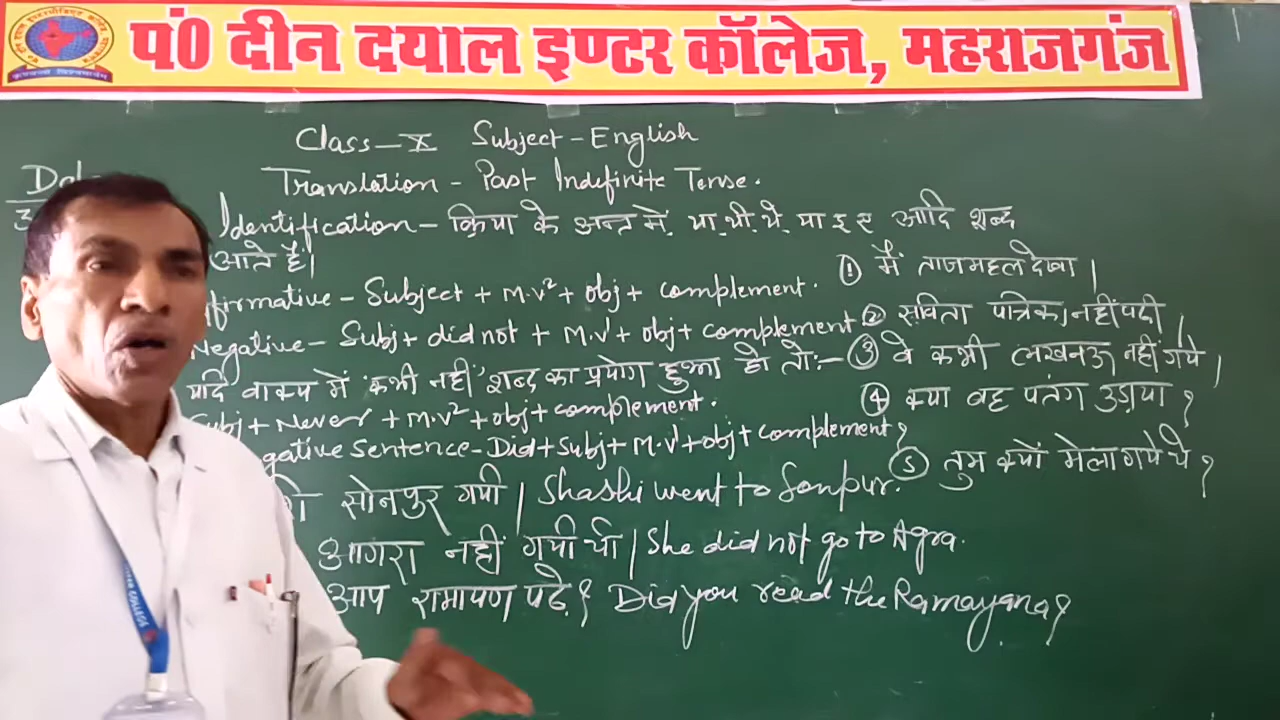 पं0 दीन दयाल इण्टर कॉलेज, महराजगंज
Class-X Subject-English
Translation - Past Indefinite Tense.
Identification - क्रिया के अन्त में. या.यी.ये. या इ ए आदि शब्द
आते हैं।
Affirmative - Subject + M.V² + obj + complement.
Negative - Subj + did not + M.V¹ + obj + complement
यदि वाक्य में 'कभी नहीं' शब्द का प्रयोग हुआ हो तो:-
Subj + Never + M.V² + obj + complement.
gative sentence - Did + Subj + M.V¹ + obj + complement?
सोनपुर गयी | Shashi went to Sonpur.
आगरा नहीं गयी थी | She did not go to Agra.
आप रामायण पढ़े? Did you read the Ramayana?
① मैं ताजमहल देखा।
② सविता पत्रिका नहीं पढ़ी।
③ वे कभी लखनऊ नहीं गये।
④ क्या वह पतंग उड़ाया?
⑤ तुम क्यों मेला गये थे?